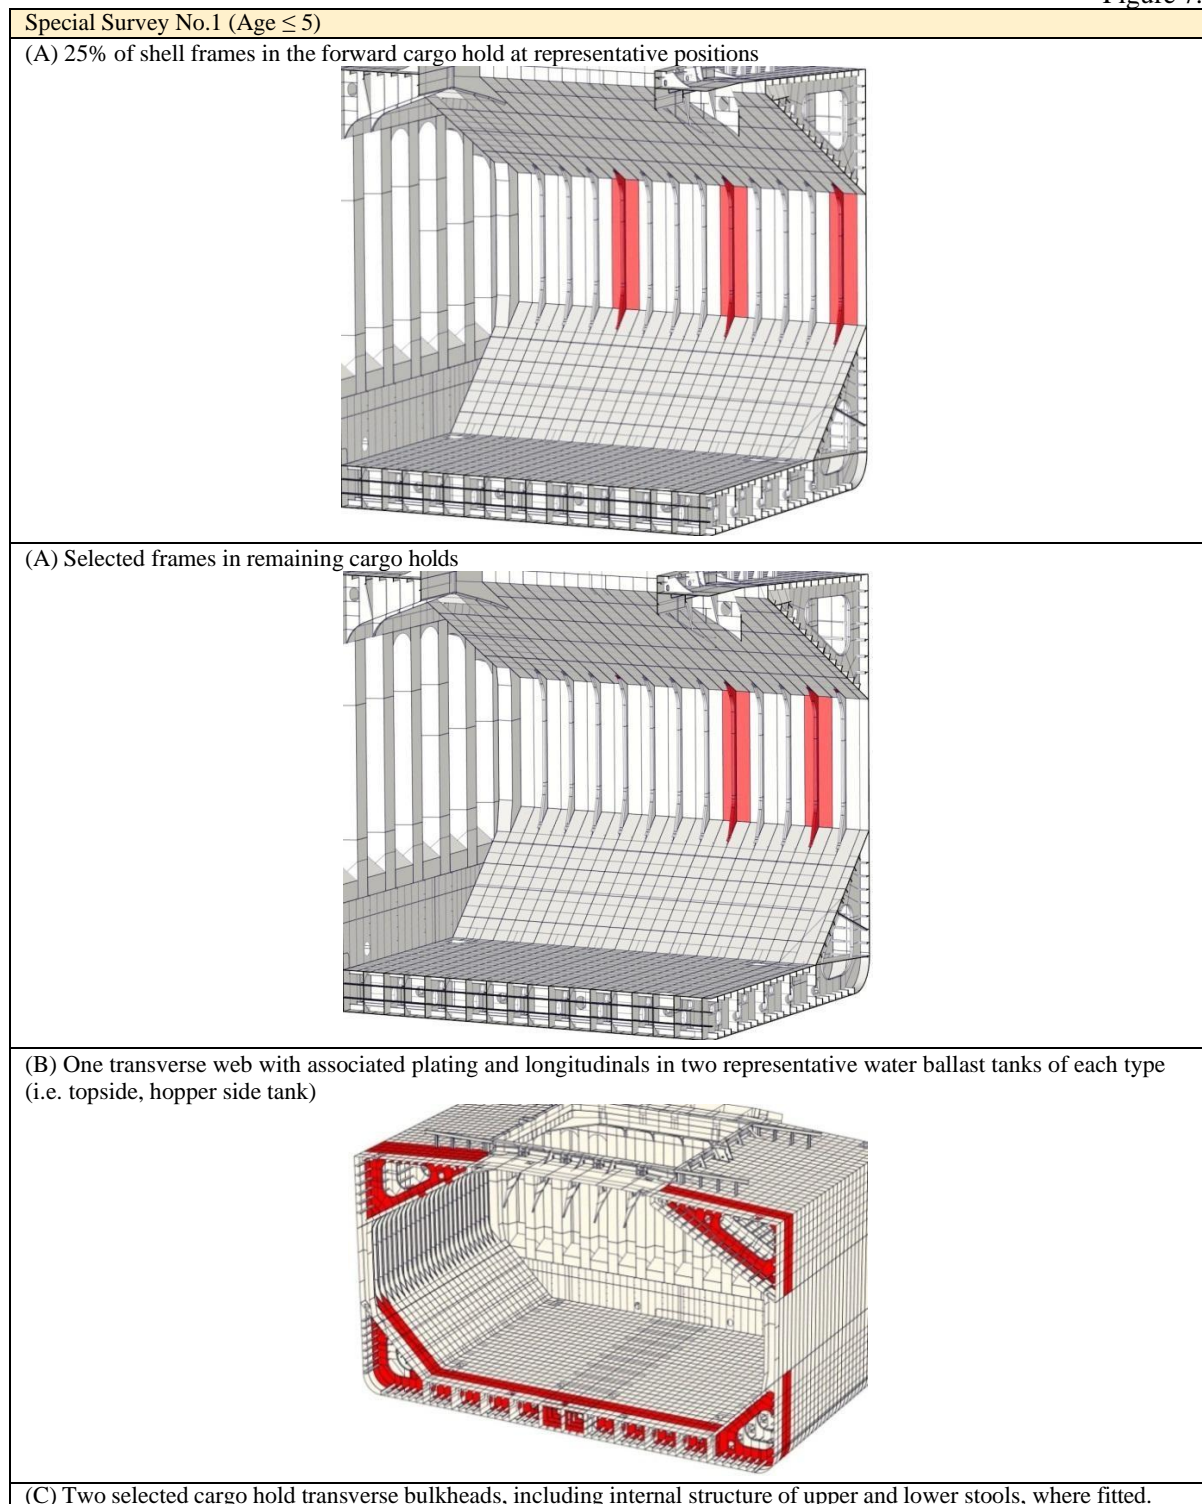 Figure 7.
Special Survey No.1 (Age ≤ 5)
(A) 25% of shell frames in the forward cargo hold at representative positions
(A) Selected frames in remaining cargo holds
(B) One transverse web with associated plating and longitudinals in two representative water ballast tanks of each type
(i.e. topside, hopper side tank)
(C) Two selected cargo hold transverse bulkheads, including internal structure of upper and lower stools, where fitted.